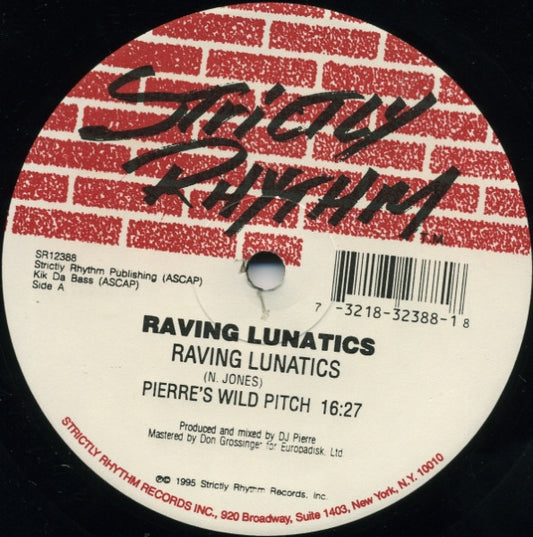 STRICTLY
RHYTHM
T.M.
SR12388
Strictly Rhythm Publishing (ASCAP)
Kik Da Bass (ASCAP)
Side A
7 -3218-32388-1 8
RAVING LUNATICS
RAVING LUNATICS
(N. JONES)
PIERRE'S WILD PITCH 16:27
Produced and mixed by DJ Pierre
Mastered by Don Grossinger for Europadisk, Ltd
℗© 1995 Strictly Rhythm Records, Inc.
STRICTLY RHYTHM RECORDS INC., 920 Broadway, Suite 1403, New York, N.Y. 10010